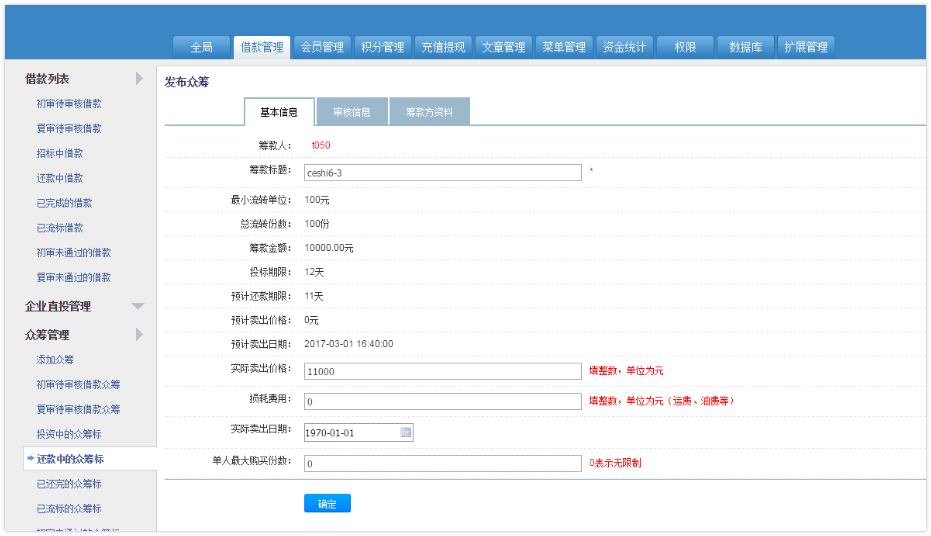 全局 借款管理 会员管理 积分管理 充值提现 文章管理 菜单管理 资金统计 权限 数据库 扩展管理
借款列表
初审待审核借款
复审待审核借款
招标中借款
还款中借款
已完成的借款
已流标借款
初审未通过的借款
复审未通过的借款
企业直投管理
众筹管理
添加众筹
初审待审核借款众筹
复审待审核借款众筹
投资中的众筹标
还款中的众筹标
已还完的众筹标
已流标的众筹标
发布众筹
基本信息 审核信息 筹款方资料
筹款人: t050
筹款标题: ceshi6-3 *
最小流转单位: 100元
总流转份数: 100份
筹款金额: 10000.00元
投标期限: 12天
预计还款期限: 11天
预计卖出价格: 0元
预计卖出日期: 2017-03-01 16:40:00
实际卖出价格: 11000 填整数，单位为元
损耗费用: 0 填整数，单位为元（运费、油费等）
实际卖出日期: 1970-01-01
单人最大购买份数: 0 0表示无限制
确定